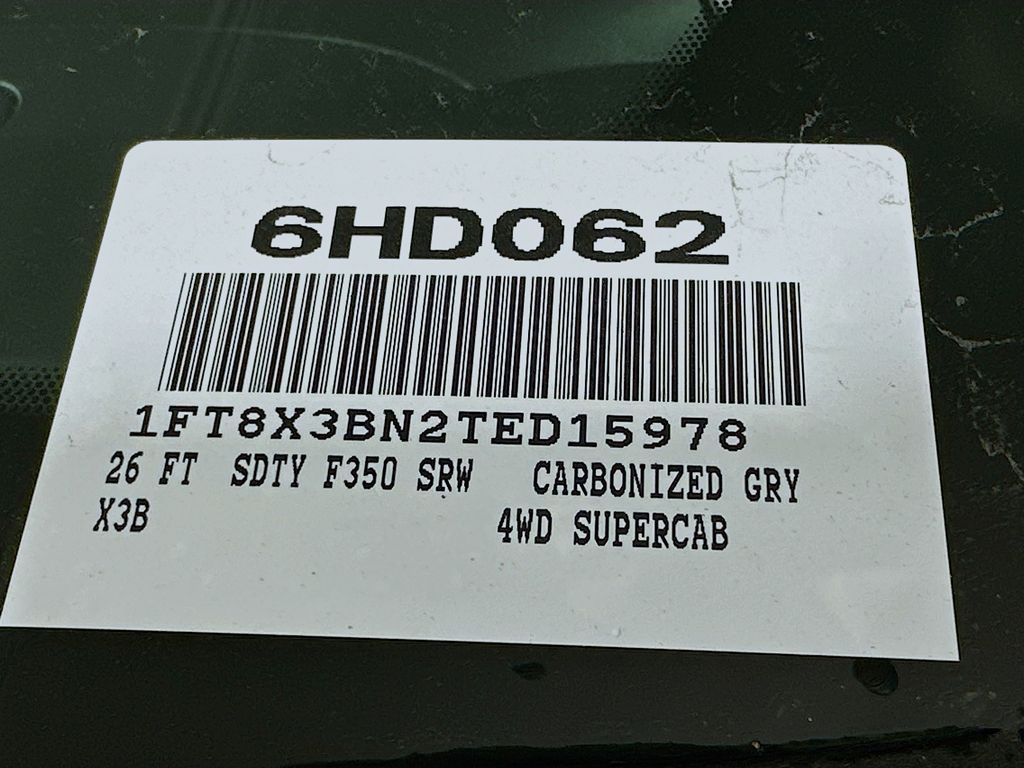 6HD062
1FT8X3BN2TED15978
26 FT SDTY F350 SRW CARBONIZED GRY
X3B 4WD SUPERCAB